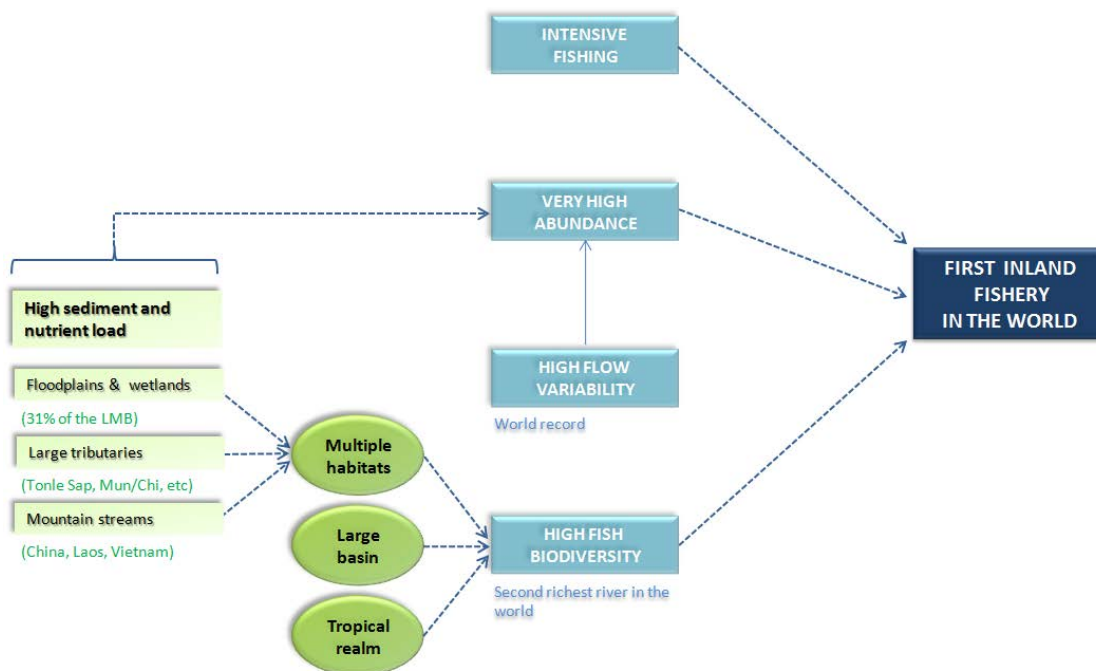 INTENSIVE
FISHING
VERY HIGH
ABUNDANCE
FIRST INLAND
FISHERY
IN THE WORLD
High sediment and
nutrient load
HIGH FLOW
VARIABILITY
World record
Floodplains & wetlands
(31% of the LMB)
Large tributaries
(Tonle Sap, Mun/Chi, etc)
Mountain streams
(China, Laos, Vietnam)
Multiple
habitats
Large
basin
Tropical
realm
HIGH FISH
BIODIVERSITY
Second richest river in the
world